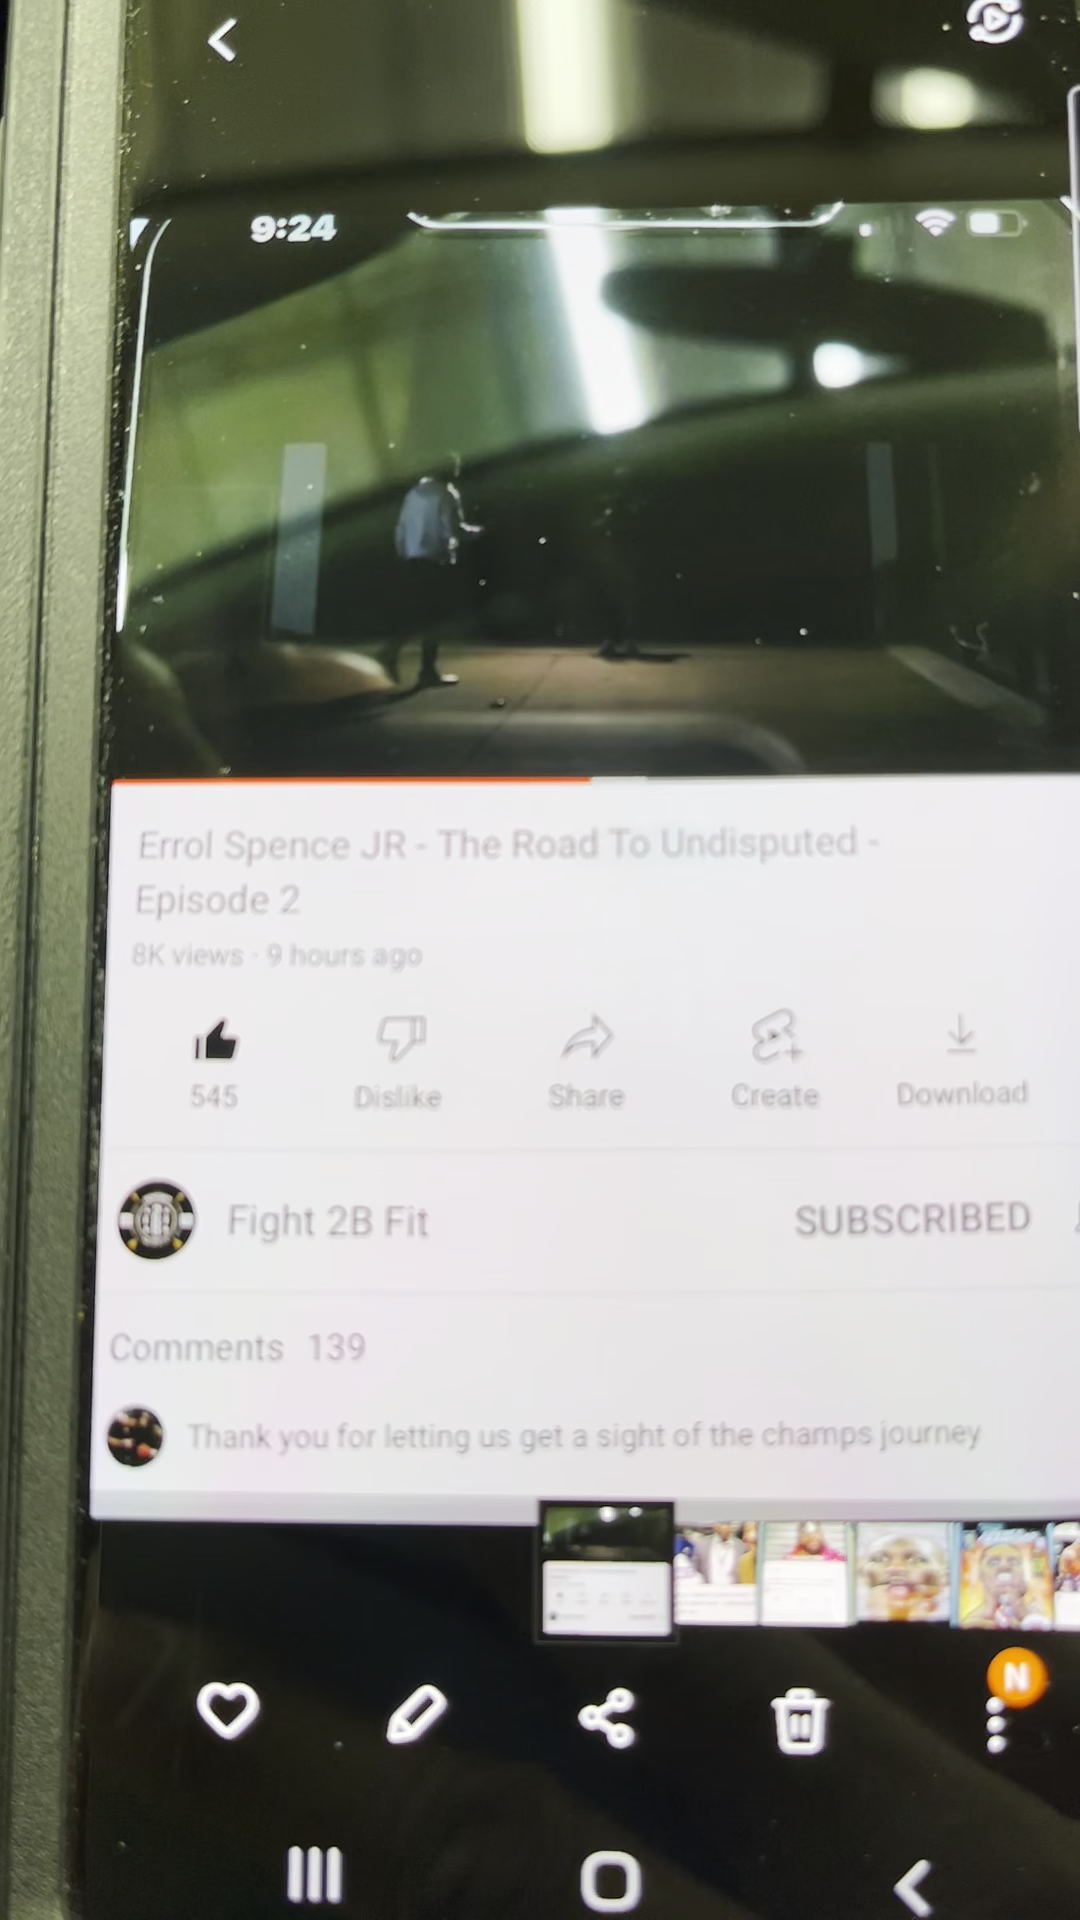 9:24
Errol Spence JR - The Road To Undisputed -
Episode 2
8K views · 9 hours ago
545
Dislike
Share
Create
Download
Fight 2B Fit
SUBSCRIBED
Comments 139
Thank you for letting us get a sight of the champs journey
N